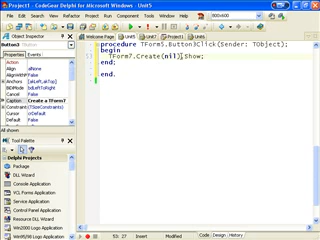 Project1 - CodeGear Delphi for Microsoft Windows - Unit5
File Edit Search View Refactor Project Run Component Tools Window Help
800x600
Object Inspector
Button3 TButton
Properties Events
Action
Align alNone
AlignWithM False
Anchors [akLeft,akTop]
BiDiMode bdLeftToRight
Cancel False
Caption Create a TForm7
Constraints (TSizeConstraints)
Cursor crDefault
All shown
Tool Palette
Delphi Projects
Package
DLL Wizard
Console Application
VCL Forms Application
Service Application
Control Panel Application
Resource DLL Wizard
Win2000 Logo Application
Welcome Page Unit5 Unit7 Project1
procedure TForm5.Button3Click(Sender: TObject);
begin
TForm7.Create(nil).Show;
end;
end.
53: 27 Insert Modified Code Design History